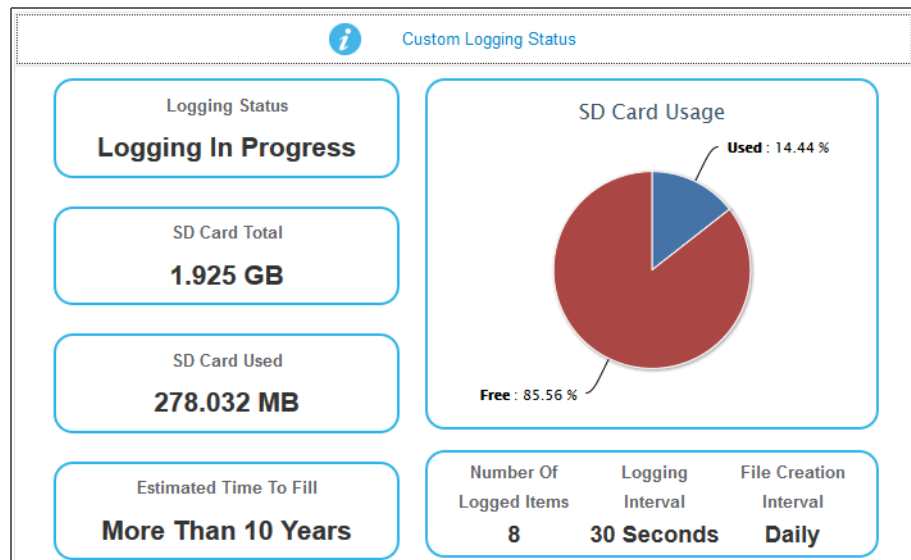 i
Custom Logging Status
Logging Status
Logging In Progress
SD Card Total
1.925 GB
SD Card Used
278.032 MB
Estimated Time To Fill
More Than 10 Years
SD Card Usage
Used : 14.44 %
Free : 85.56 %
Number Of
Logged Items
8
Logging
Interval
30 Seconds
File Creation
Interval
Daily